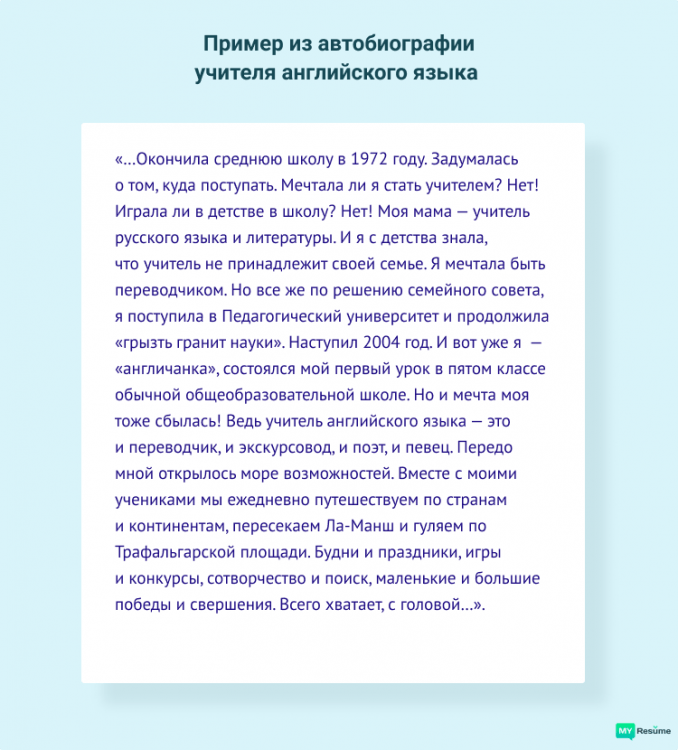 Пример из автобиографии
учителя английского языка
«...Окончила среднюю школу в 1972 году. Задумалась
о том, куда поступать. Мечтала ли я стать учителем? Нет!
Играла ли в детстве в школу? Нет! Моя мама — учитель
русского языка и литературы. И я с детства знала,
что учитель не принадлежит своей семье. Я мечтала быть
переводчиком. Но все же по решению семейного совета,
я поступила в Педагогический университет и продолжила
«грызть гранит науки». Наступил 2004 год. И вот уже я —
«англичанка», состоялся мой первый урок в пятом классе
обычной общеобразовательной школе. Но и мечта моя
тоже сбылась! Ведь учитель английского языка — это
и переводчик, и экскурсовод, и поэт, и певец. Передо
мной открылось море возможностей. Вместе с моими
учениками мы ежедневно путешествуем по странам
и континентам, пересекаем Ла-Манш и гуляем по
Трафальгарской площади. Будни и праздники, игры
и конкурсы, сотворчество и поиск, маленькие и большие
победы и свершения. Всего хватает, с головой...».
MY Resume